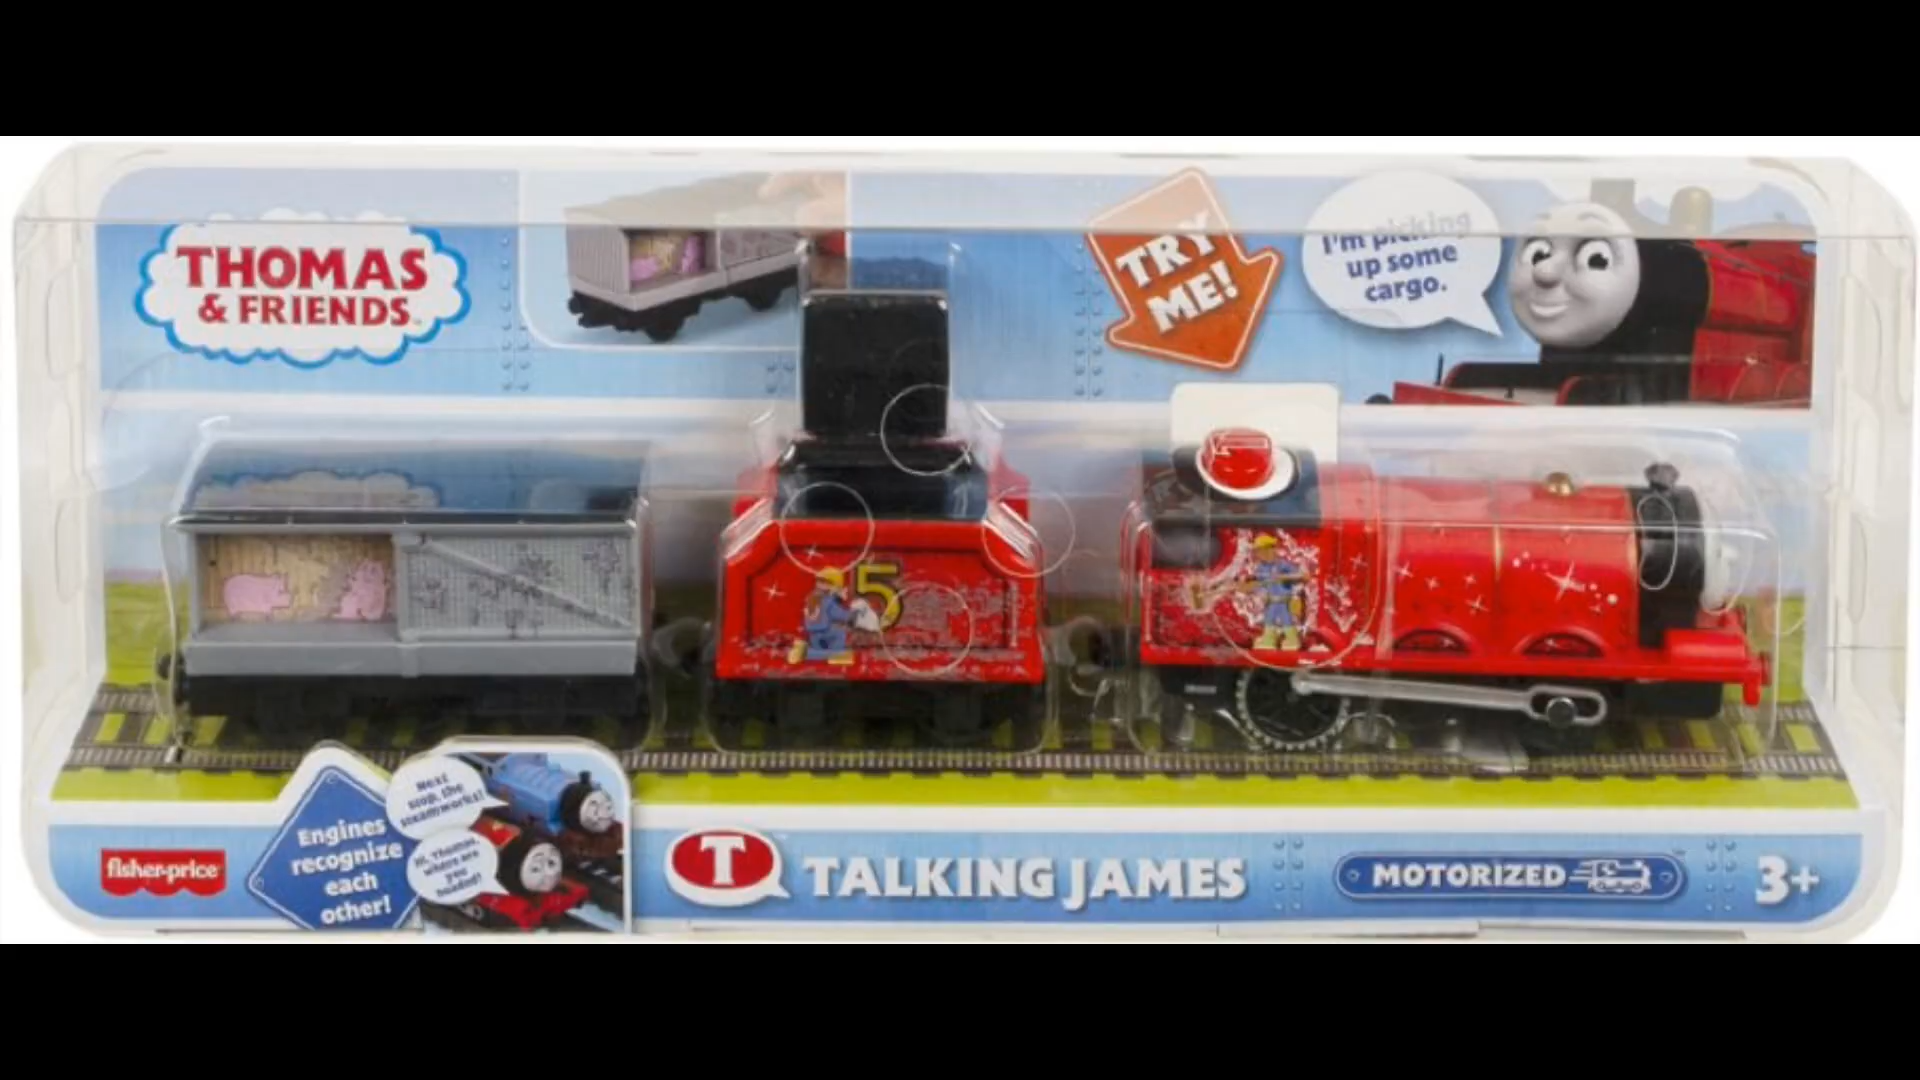 THOMAS
& FRIENDS
TRY
ME!
I'm picking
up some
cargo.
5
Engines
recognize
each
other!
Next
stop, the
steamworks!
Hi, Thomas,
where are
you
headed?
fisher-price
T TALKING JAMES
MOTORIZED
3+